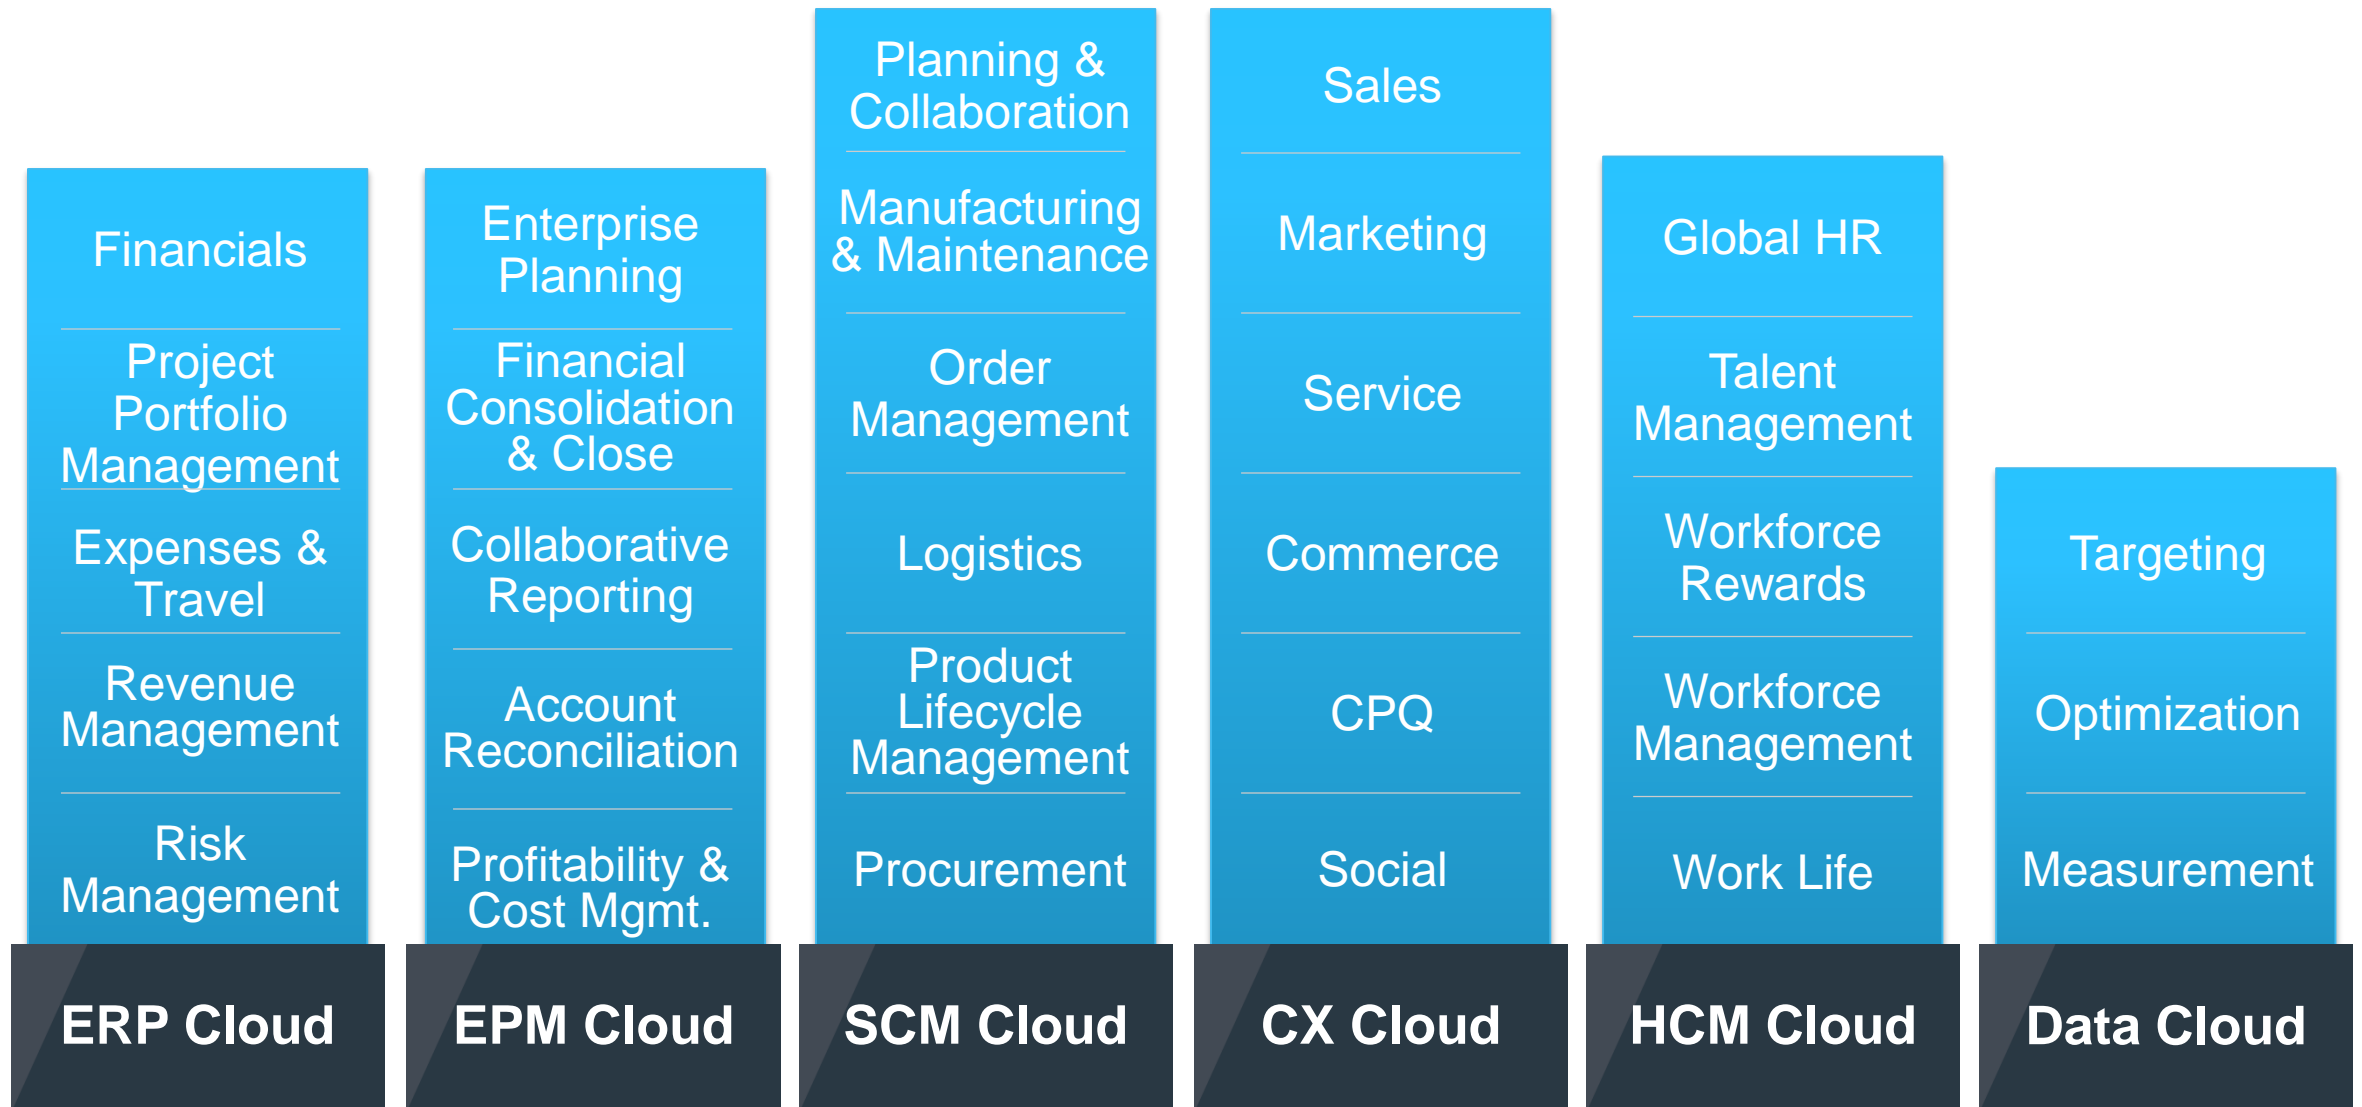 Financials
Project
Portfolio
Management
Expenses &
Travel
Revenue
Management
Risk
Management
ERP Cloud
Enterprise
Planning
Financial
Consolidation
& Close
Collaborative
Reporting
Account
Reconciliation
Profitability &
Cost Mgmt.
EPM Cloud
Planning &
Collaboration
Manufacturing
& Maintenance
Order
Management
Logistics
Product
Lifecycle
Management
Procurement
SCM Cloud
Sales
Marketing
Service
Commerce
CPQ
Social
CX Cloud
Global HR
Talent
Management
Workforce
Rewards
Workforce
Management
Work Life
HCM Cloud
Targeting
Optimization
Measurement
Data Cloud